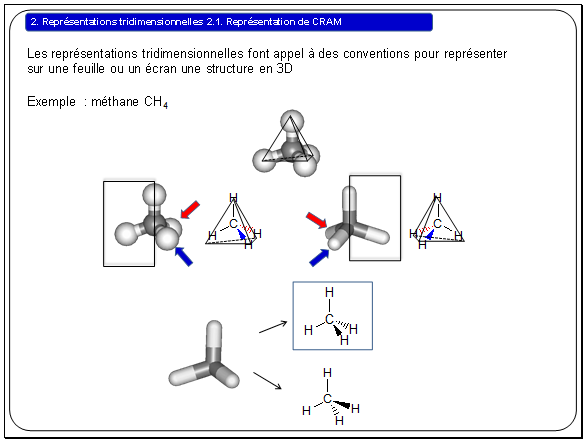 2. Représentations tridimensionnelles 2.1. Représentation de CRAM
Les représentations tridimensionnelles font appel à des conventions pour représenter
sur une feuille ou un écran une structure en 3D
Exemple : méthane CH4
H
C
H
H
H
H
C
H
H
H
H
C
H
H
H
H
C
H
H
H